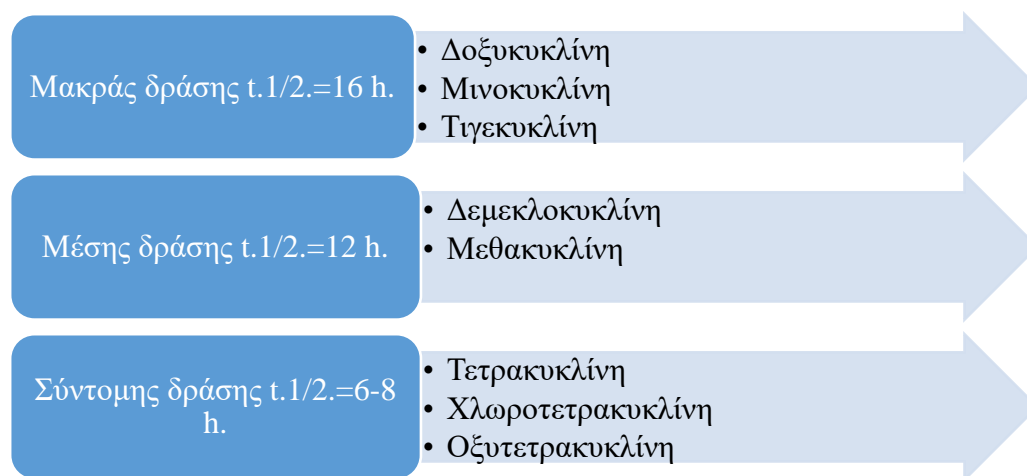 Μακράς δράσης t.1/2.=16 h.
• Δοξυκυκλίνη
• Μινοκυκλίνη
• Τιγεκυκλίνη
Μέσης δράσης t.1/2.=12 h.
• Δεμεκλοκυκλίνη
• Μεθακυκλίνη
Σύντομης δράσης t.1/2.=6-8
h.
• Τετρακυκλίνη
• Χλωροτετρακυκλίνη
• Οξυτετρακυκλίνη